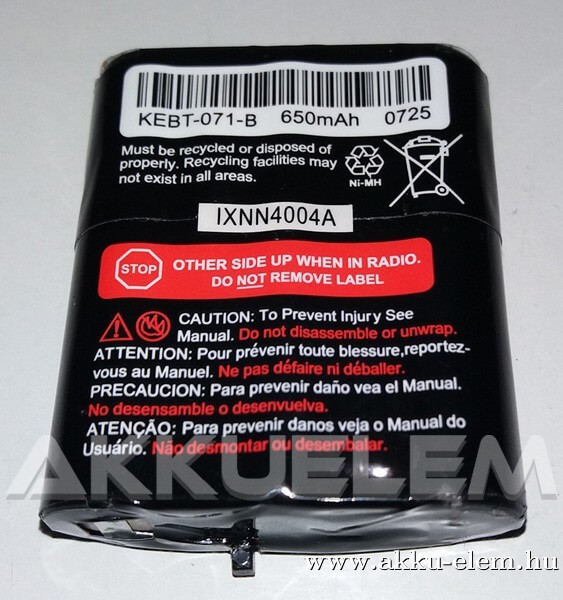 KEBT-071-B 650mAh 0725
Must be recycled or disposed of
properly. Recycling facilities may
not exist in all areas.
Ni-MH
IXNN4004A
STOP
OTHER SIDE UP WHEN IN RADIO.
DO NOT REMOVE LABEL
CAUTION: To Prevent Injury See
Manual. Do not disassemble or unwrap.
ATTENTION: Pour prévenir toute blessure,reportez-
vous au Manuel. Ne pas défaire ni déballer.
PRECAUCION: Para prevenir daño vea el Manual.
No desensamble o desenvuelva.
ATENÇÃO: Para prevenir danos veja o Manual do
Usuário. Não desmontar ou desembalar.
AKKUELEM
www.akku-elem.hu